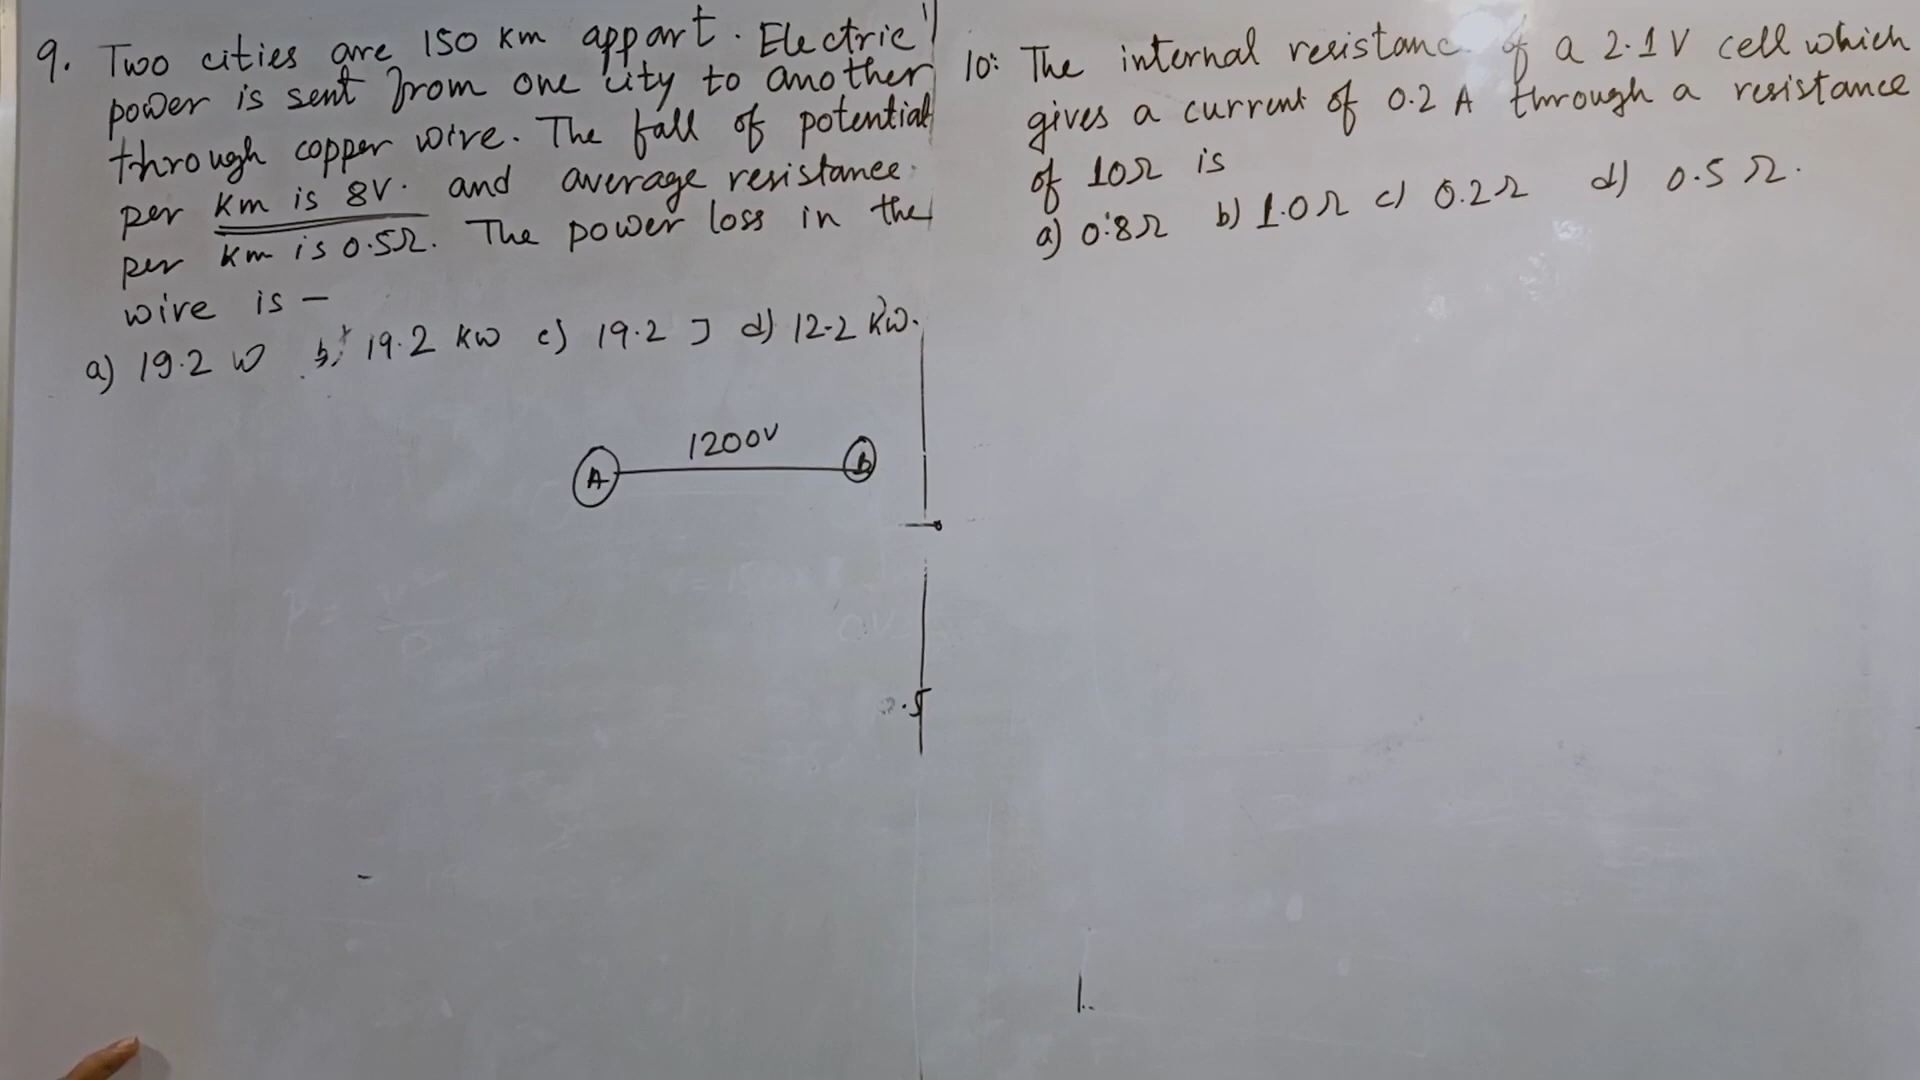 9. Two cities are 150 km appart. Electric
power is sent from one city to another
through copper wire. The fall of potential
per km is 8V. and average resistance
per km is 0.5Ω. The power loss in the
wire is —
a) 19.2 W b) 19.2 kW c) 19.2 J d) 12.2 kW.
1200V
A B
.5
10: The internal resistanc of a 2.1V cell which
gives a current of 0.2 A through a resistance
of 10Ω is
a) 0.8Ω b) 1.0Ω c) 0.2Ω d) 0.5Ω.